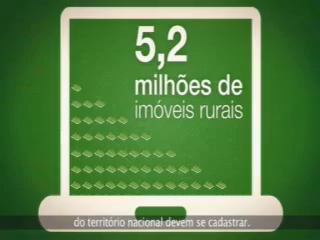 5,2
milhões de
imóveis rurais
do território nacional devem se cadastrar.